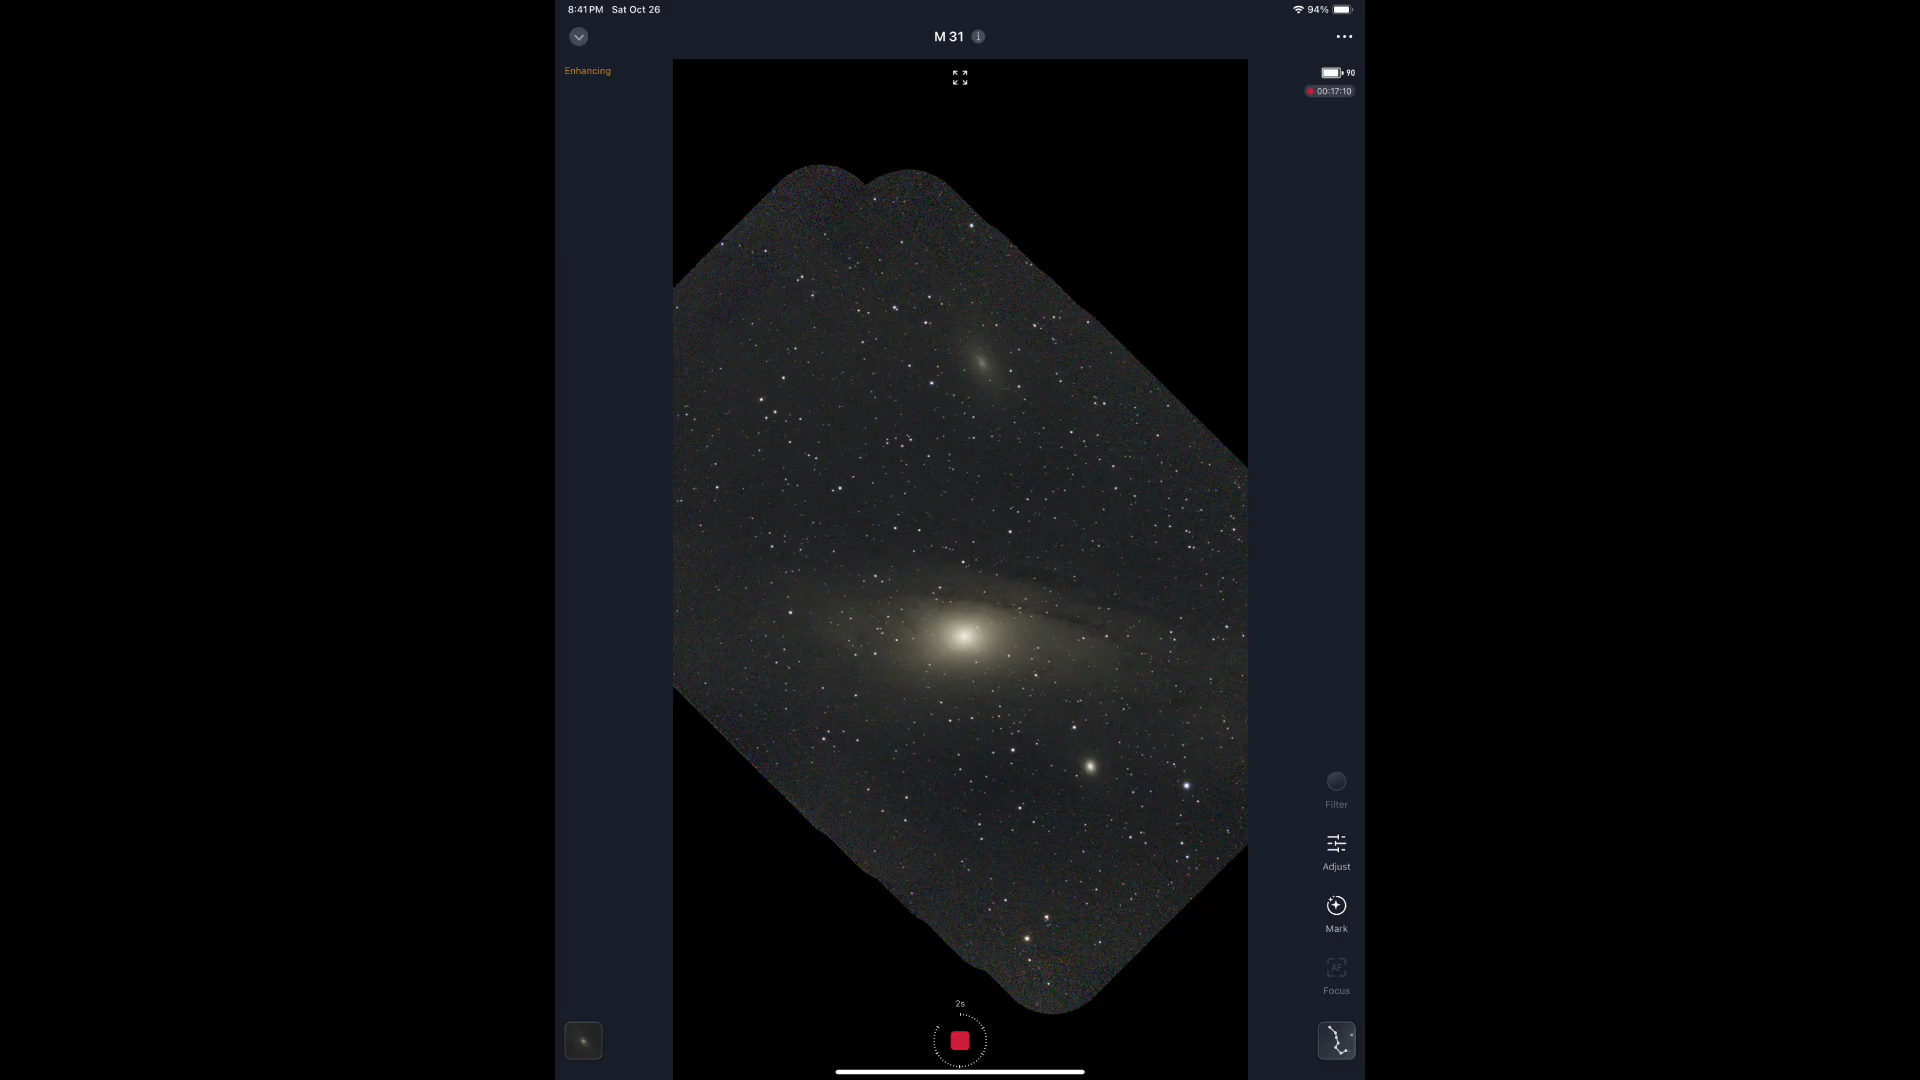 8:41 PM Sat Oct 26
94%
M 31
Enhancing
90
00:17:10
Filter
Adjust
Mark
AF
Focus
2s